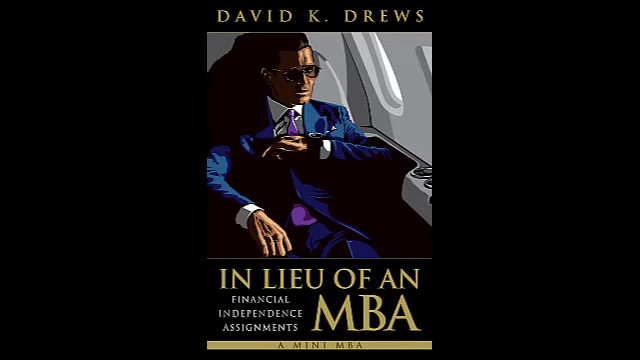 DAVID K. DREWS
IN LIEU OF AN
FINANCIAL
INDEPENDENCE
ASSIGNMENTS
MBA
A MINI MBA